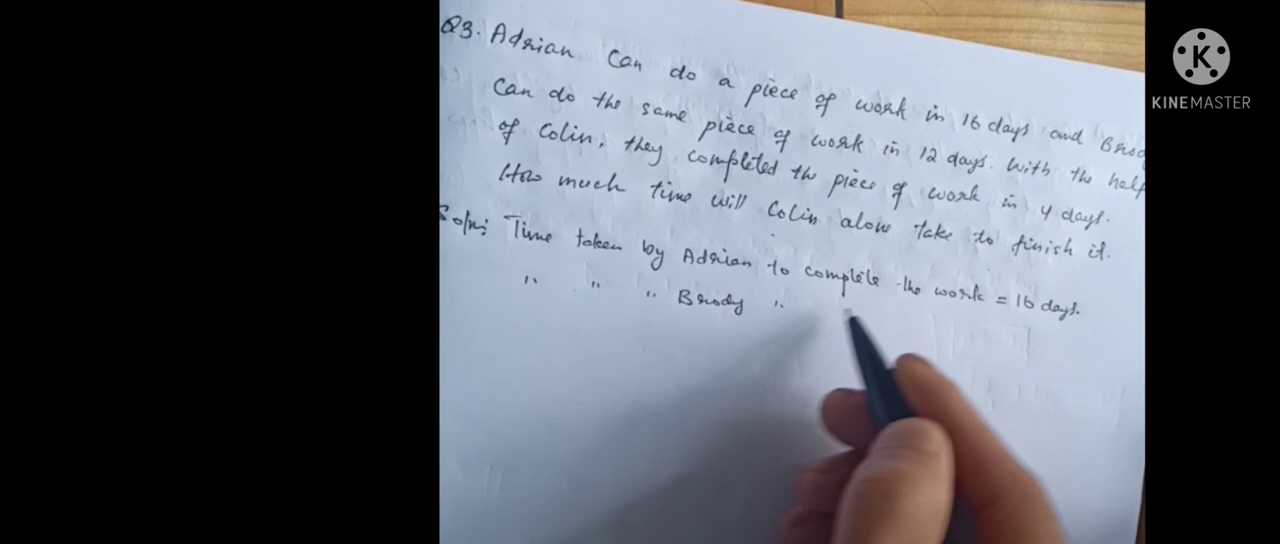 Q3. Adrian can do a piece of work in 16 days and Brod
can do the same piece of work in 12 days. With the help
of Colin, they completed the piece of work in 4 days.
How much time will Colin alone take to finish it.
Soln: Time taken by Adrian to complete the work = 16 days.
" " " Brody "
K
KINEMASTER